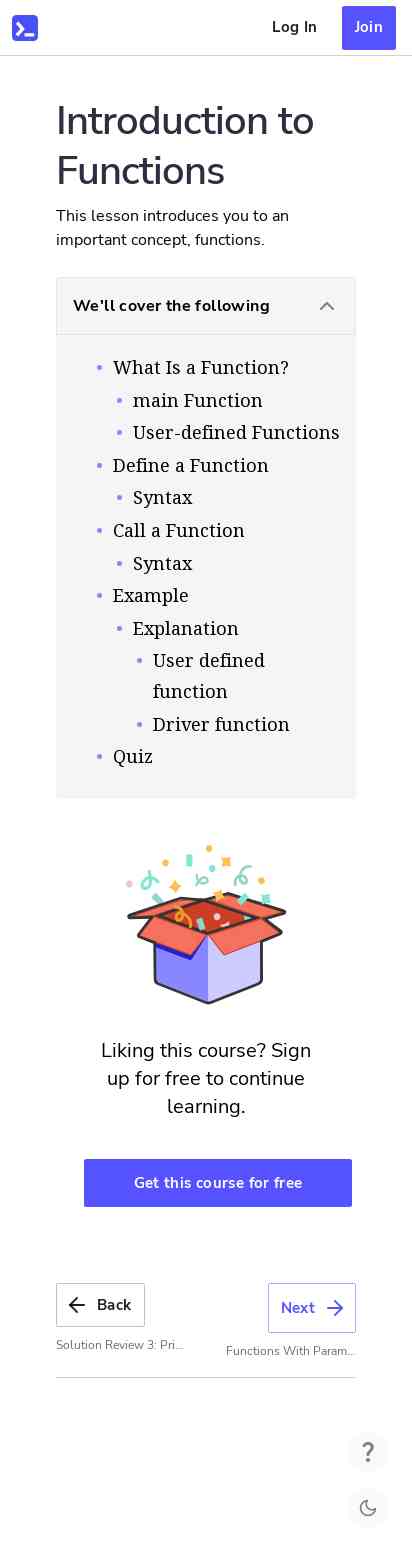 Log In
Join
Introduction to
Functions
This lesson introduces you to an
important concept, functions.
We'll cover the following
What Is a Function?
main Function
User-defined Functions
Define a Function
Syntax
Call a Function
Syntax
Example
Explanation
User defined
function
Driver function
Quiz
Liking this course? Sign
up for free to continue
learning.
Get this course for free
Back
Next
Solution Review 3: Pri...
Functions With Param...
?